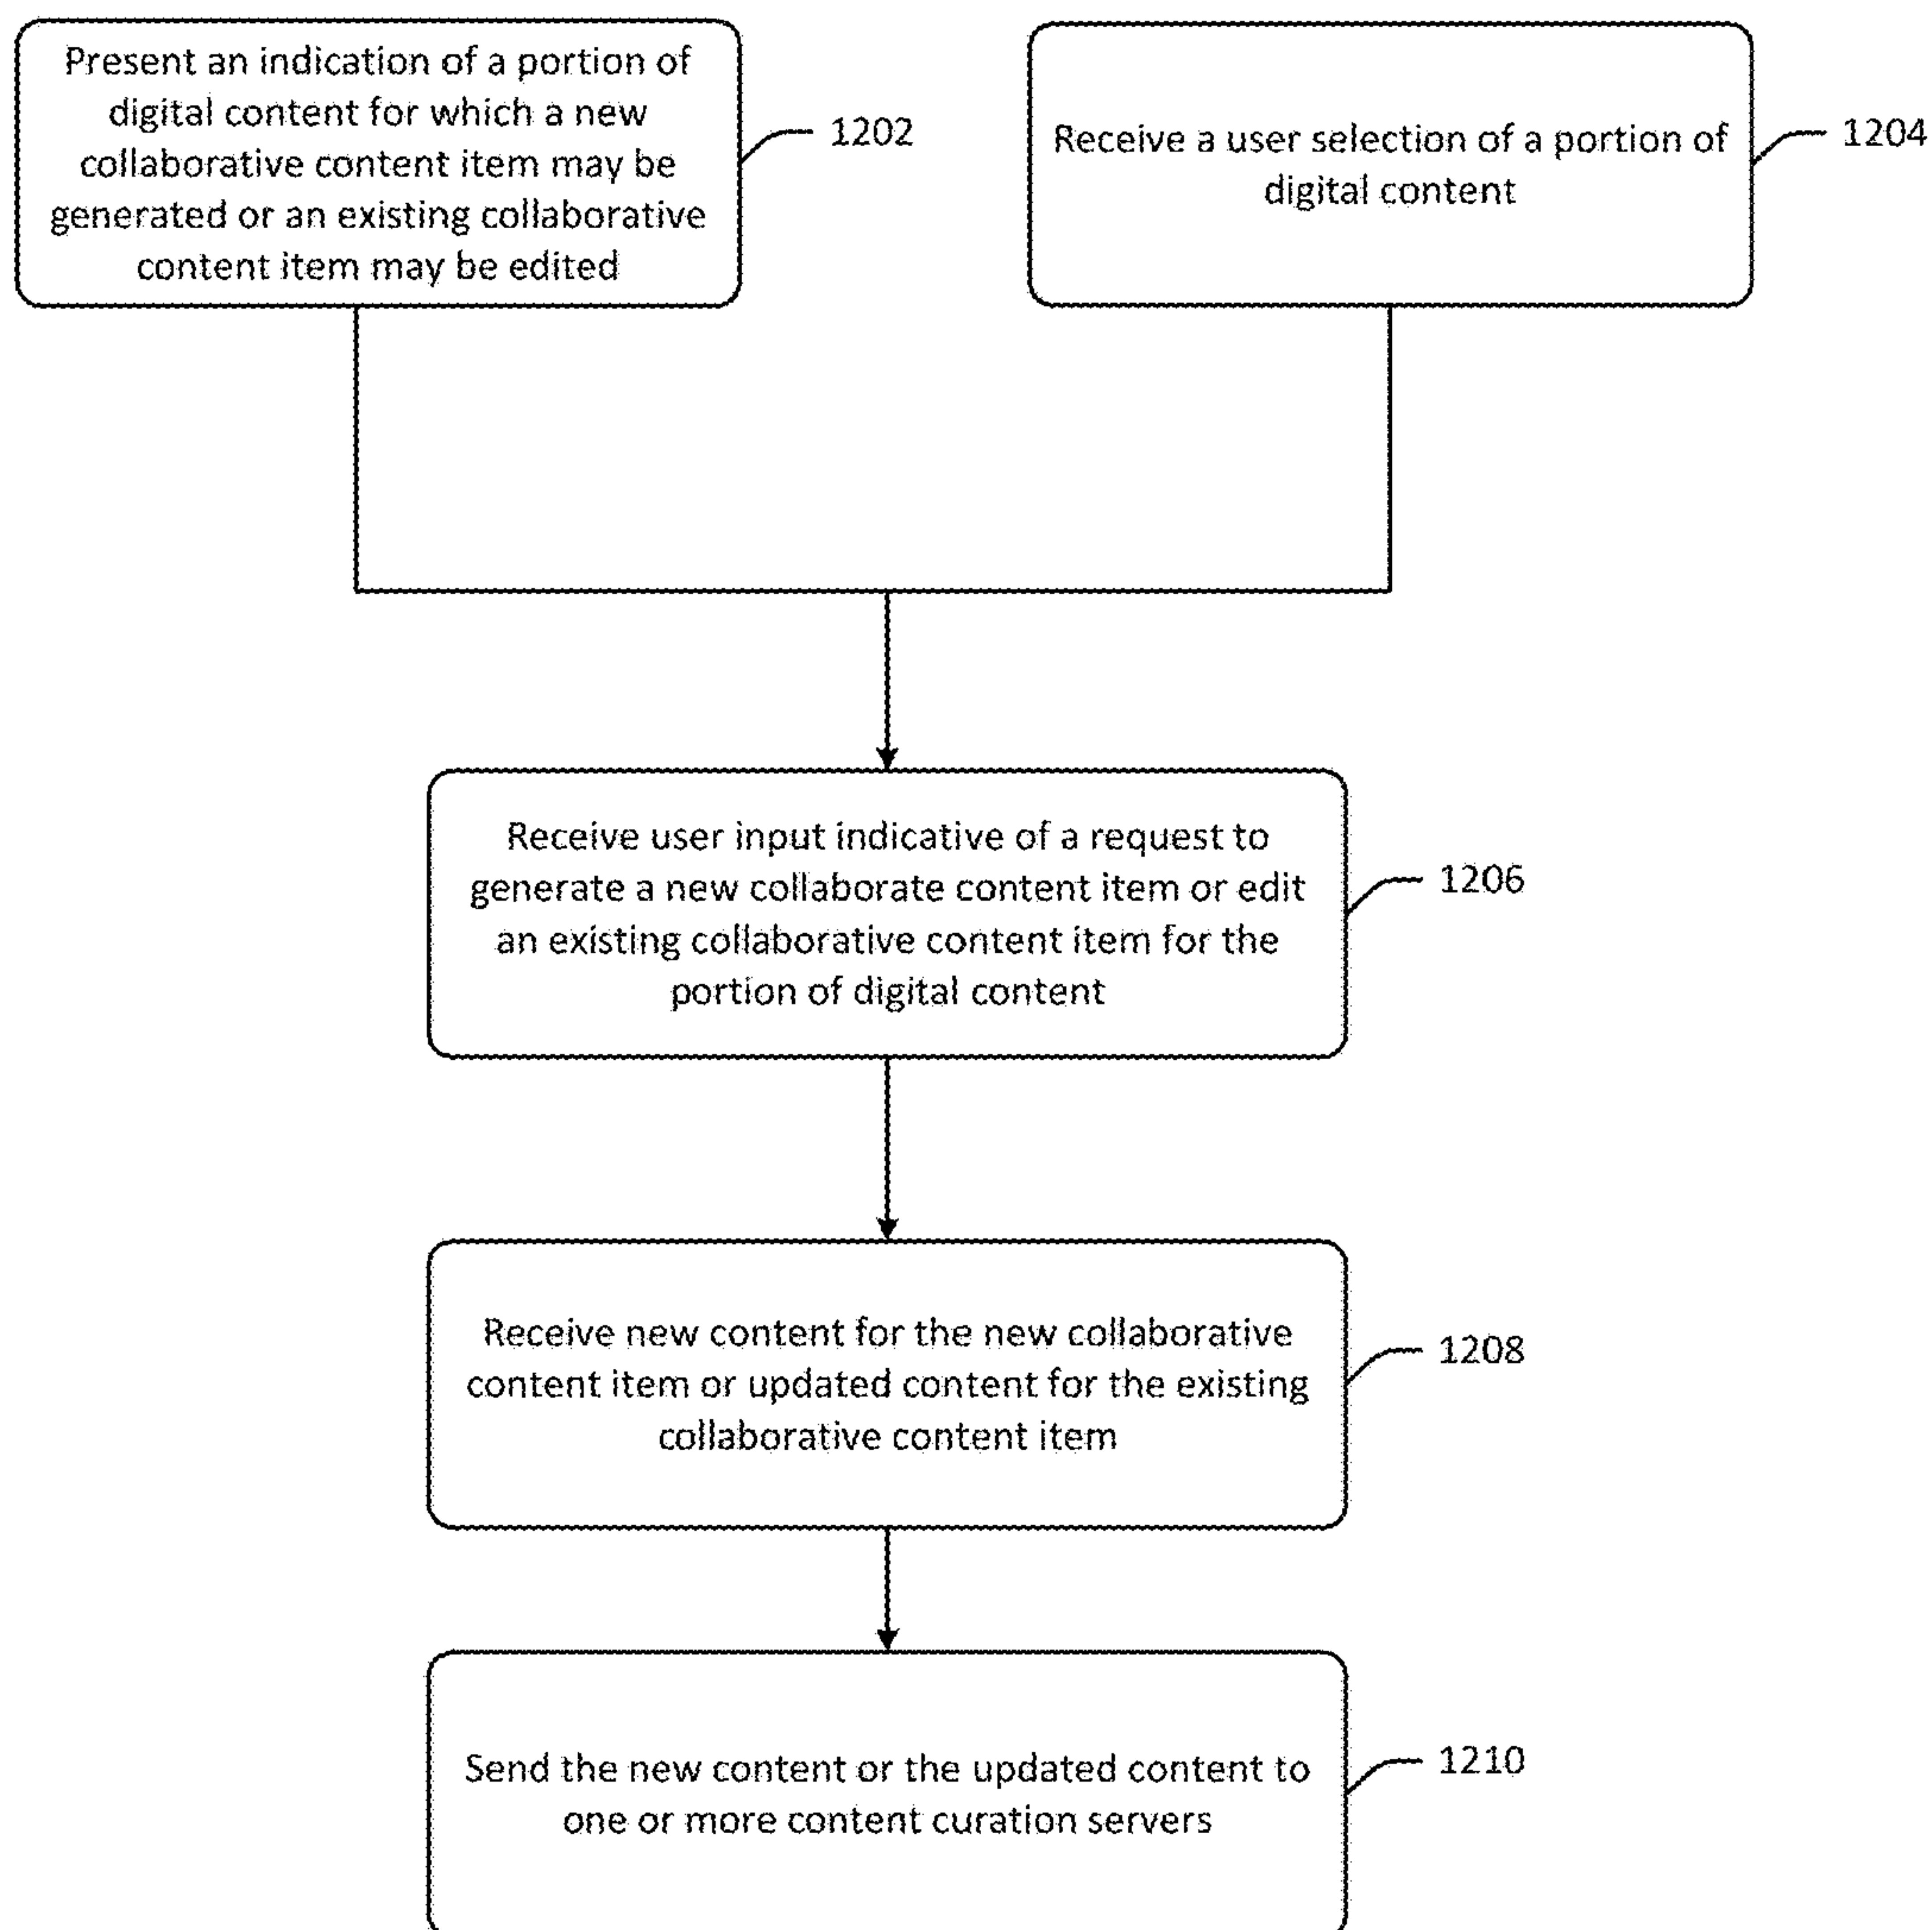 Present an indication of a portion of
digital content for which a new
collaborative content item may be
generated or an existing collaborative
content item may be edited
1202
Receive a user selection of a portion of
digital content
1204
Receive user input indicative of a request to
generate a new collaborate content item or edit
an existing collaborative content item for the
portion of digital content
1206
Receive new content for the new collaborative
content item or updated content for the existing
collaborative content item
1208
Send the new content or the updated content to
one or more content curation servers
1210